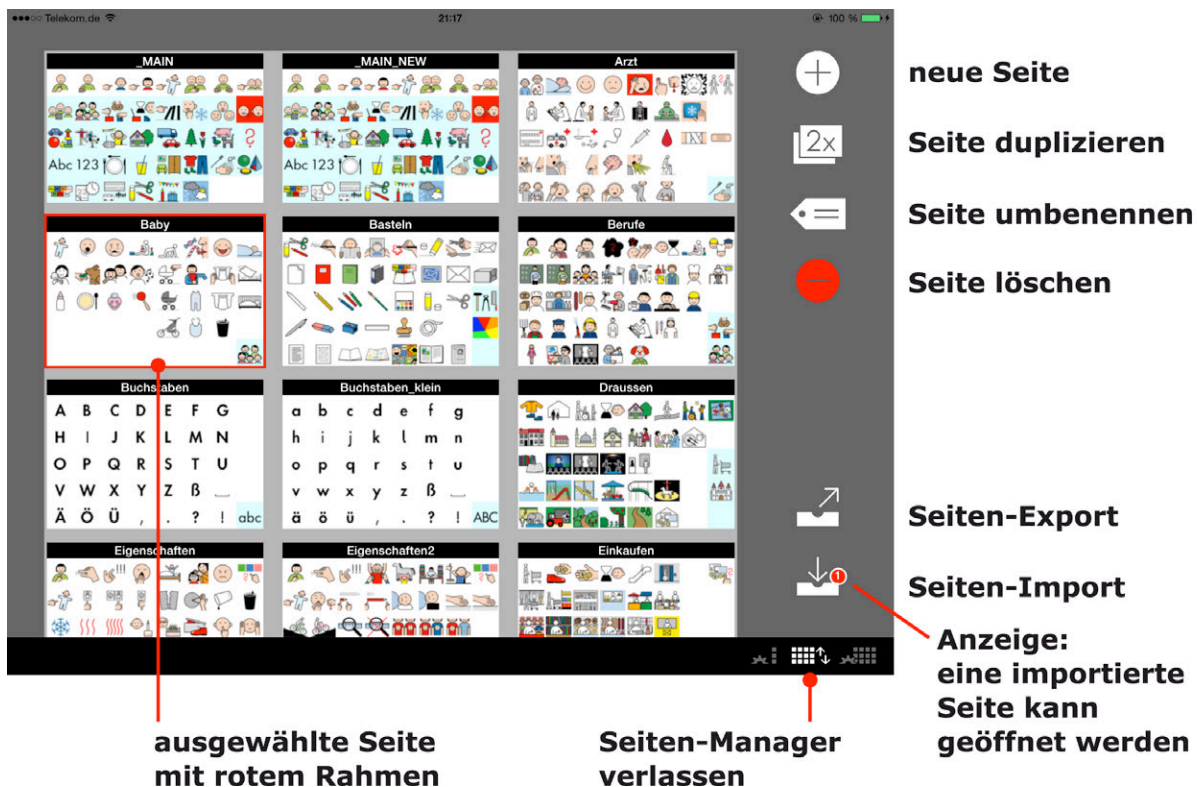 Telekom.de
21:17
100 %
_MAIN
_MAIN_NEW
Arzt
neue Seite
2x
Seite duplizieren
Abc 123
Abc 123
Seite umbenennen
Baby
Basteln
Berufe
Seite löschen
Buchstaben
Buchstaben_klein
Draussen
A B C D E F G
a b c d e f g
H I J K L M N
h i j k l m n
O P Q R S T U
o p q r s t u
V W X Y Z ß
v w x y z ß
Ä Ö Ü , . ? ! abc
ä ö ü , . ? ! ABC
Seiten-Export
Eigenschaften
Eigenschaften2
Einkaufen
1
Seiten-Import
Anzeige:
eine importierte
Seite kann
geöffnet werden
ausgewählte Seite
mit rotem Rahmen
Seiten-Manager
verlassen